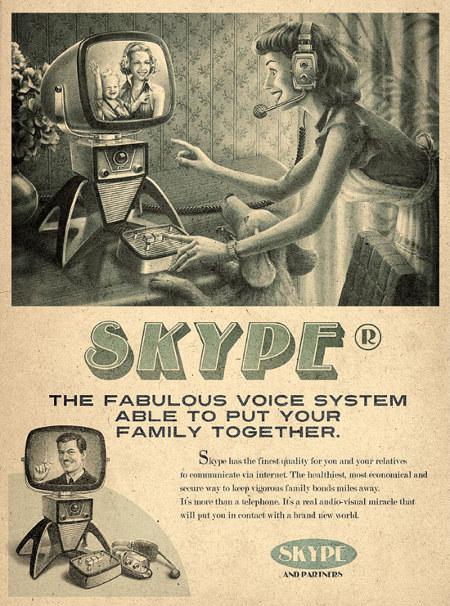 SKYPE ®
THE FABULOUS VOICE SYSTEM
ABLE TO PUT YOUR
FAMILY TOGETHER.
Skype has the finest quality for you and your relatives
to communicate via internet. The healthiest, most economical and
secure way to keep vigorous family bonds miles away.
It's more than a telephone. It's a real audio-visual miracle that
will put you in contact with a brand new world.
SKYPE
AND PARTNERS